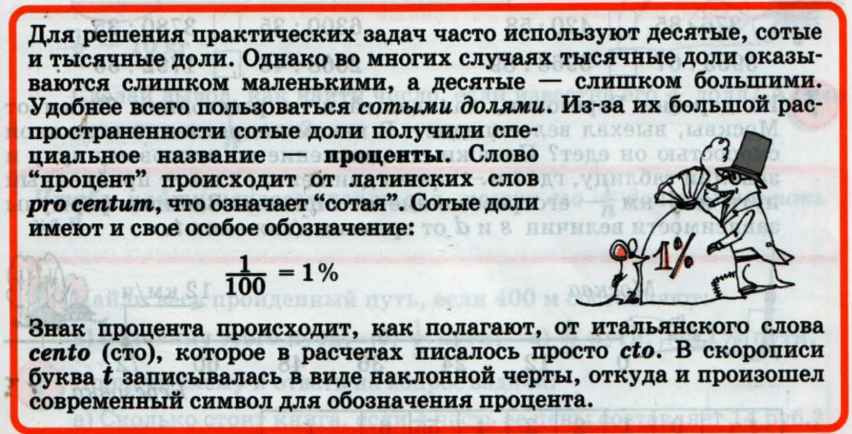 Для решения практических задач часто используют десятые, сотые
и тысячные доли. Однако во многих случаях тысячные доли оказы-
ваются слишком маленькими, а десятые — слишком большими.
Удобнее всего пользоваться сотыми долями. Из-за их большой рас-
пространенности сотые доли получили спе-
циальное название — проценты. Слово
“процент” происходит от латинских слов
pro centum, что означает “сотая”. Сотые доли
имеют и свое особое обозначение:
1%
1/100 = 1%
Знак процента происходит, как полагают, от итальянского слова
cento (сто), которое в расчетах писалось просто cto. В скорописи
буква t записывалась в виде наклонной черты, откуда и произошел
современный символ для обозначения процента.